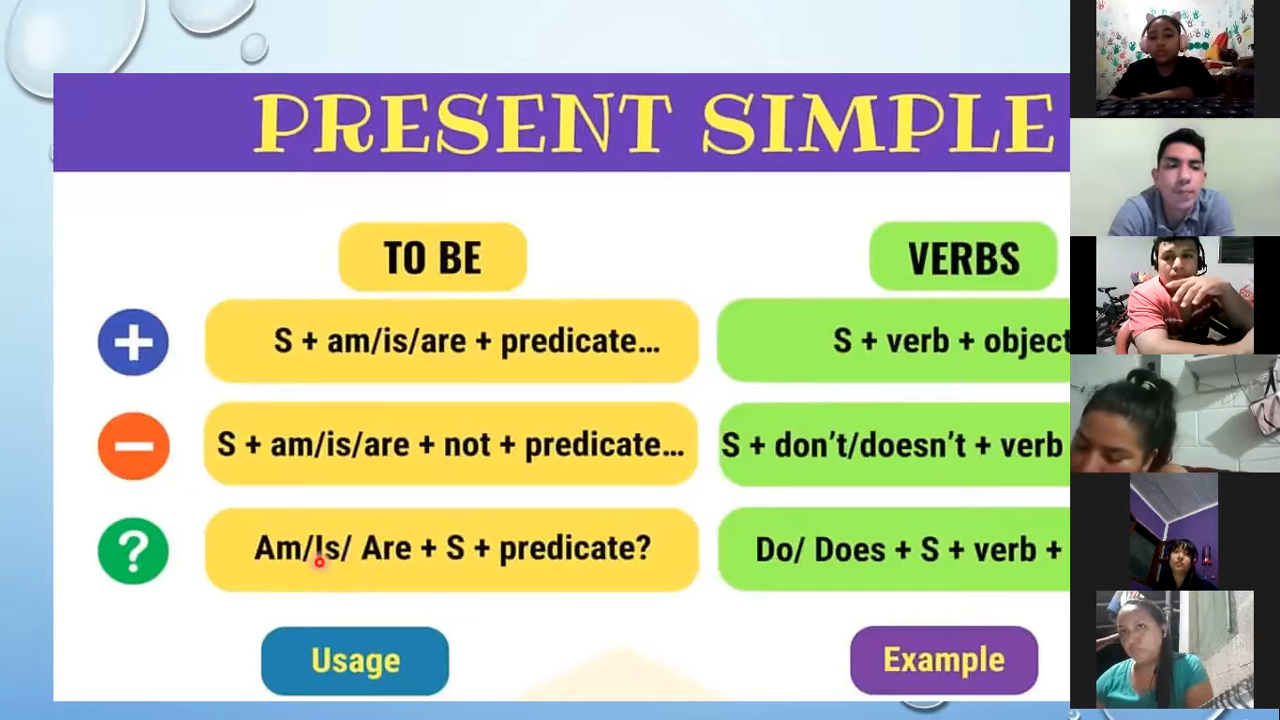 PRESENT SIMPLE
TO BE
VERBS
S + am/is/are + predicate...
S + verb + object
S + am/is/are + not + predicate...
S + don't/doesn't + verb
Am/Is/ Are + S + predicate?
Do/ Does + S + verb +
Usage
Example